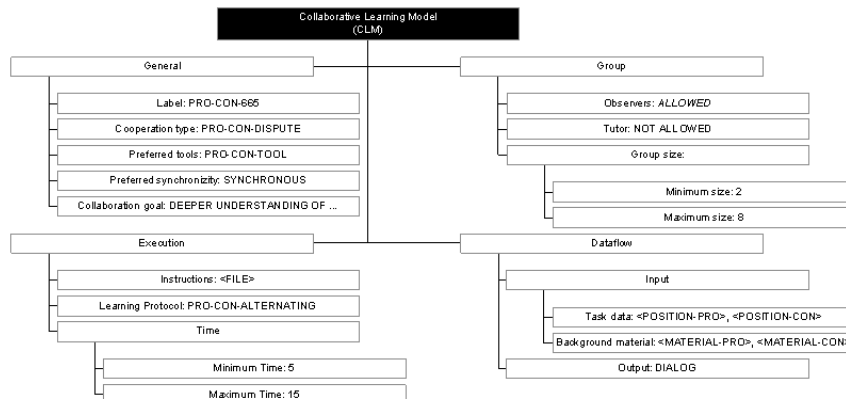 Collaborative Learning Model
(CLM)
General
Label: PRO-CON-665
Cooperation type: PRO-CON-DISPUTE
Preferred tools: PRO-CON-TOOL
Preferred synchronizity: SYNCHRONOUS
Collaboration goal: DEEPER UNDERSTANDING OF ...
Group
Observers: ALLOWED
Tutor: NOT ALLOWED
Group size:
Minimum size: 2
Maximum size: 8
Execution
Instructions: <FILE>
Learning Protocol: PRO-CON-ALTERNATING
Time
Minimum Time: 5
Maximum Time: 15
Dataflow
Input
Task data: <POSITION-PRO>, <POSITION-CON>
Background material: <MATERIAL-PRO>, <MATERIAL-CON>
Output: DIALOG